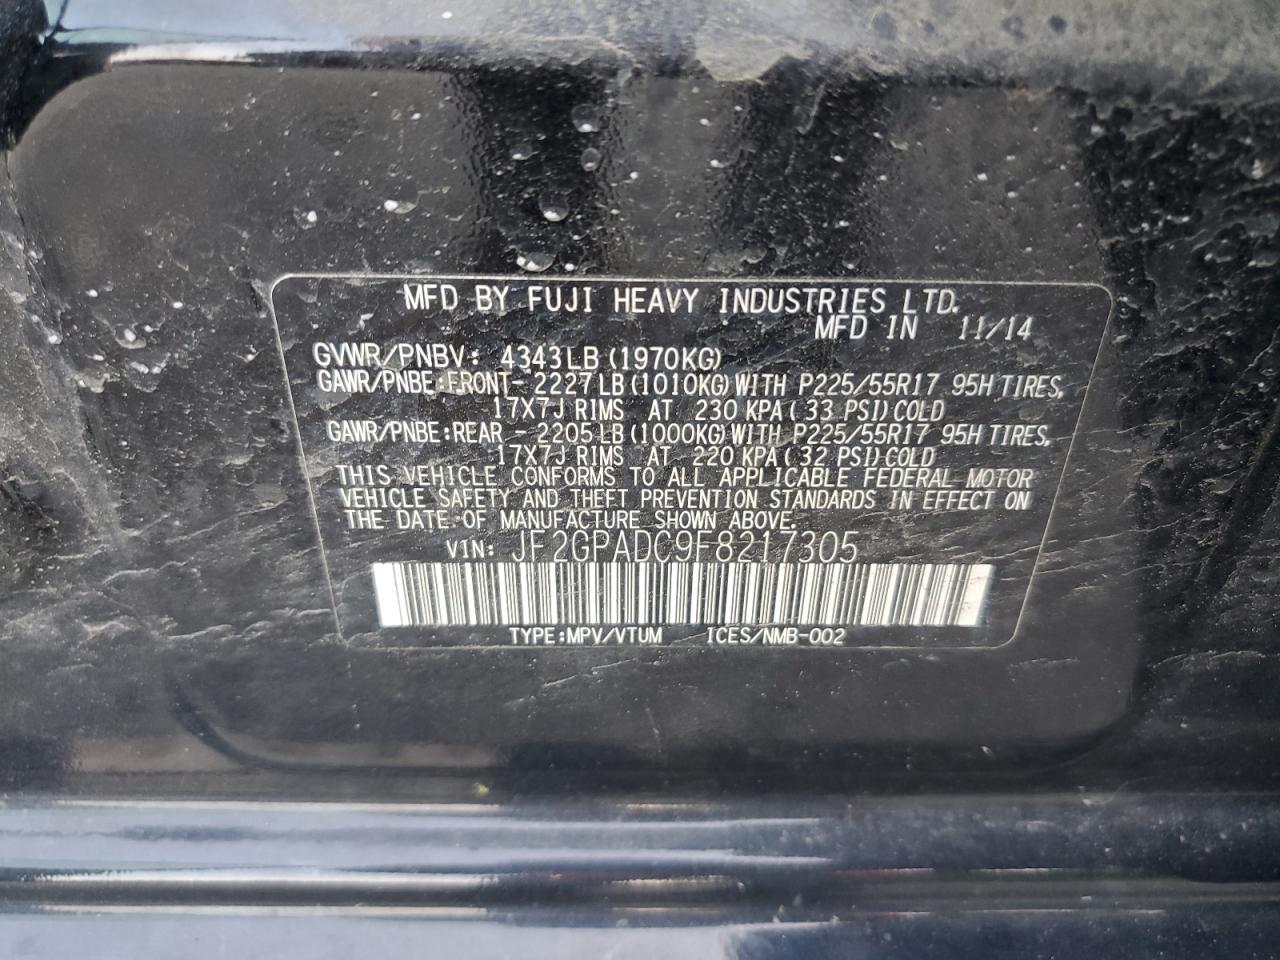 MFD BY FUJI HEAVY INDUSTRIES LTD.
MFD IN 11/14
GVWR/PNBV: 4343LB (1970KG)
GAWR/PNBE:FRONT- 2227LB (1010KG) WITH P225/55R17 95H TIRES,
17X7J RIMS AT 230 KPA (33 PSI) COLD
GAWR/PNBE:REAR - 2205LB (1000KG) WITH P225/55R17 95H TIRES,
17X7J RIMS AT 220 KPA (32 PSI) COLD
THIS VEHICLE CONFORMS TO ALL APPLICABLE FEDERAL MOTOR
VEHICLE SAFETY AND THEFT PREVENTION STANDARDS IN EFFECT ON
THE DATE OF MANUFACTURE SHOWN ABOVE.
VIN: JF2GPADC9F8217305
TYPE:MPV/VTUM ICES/NMB-002